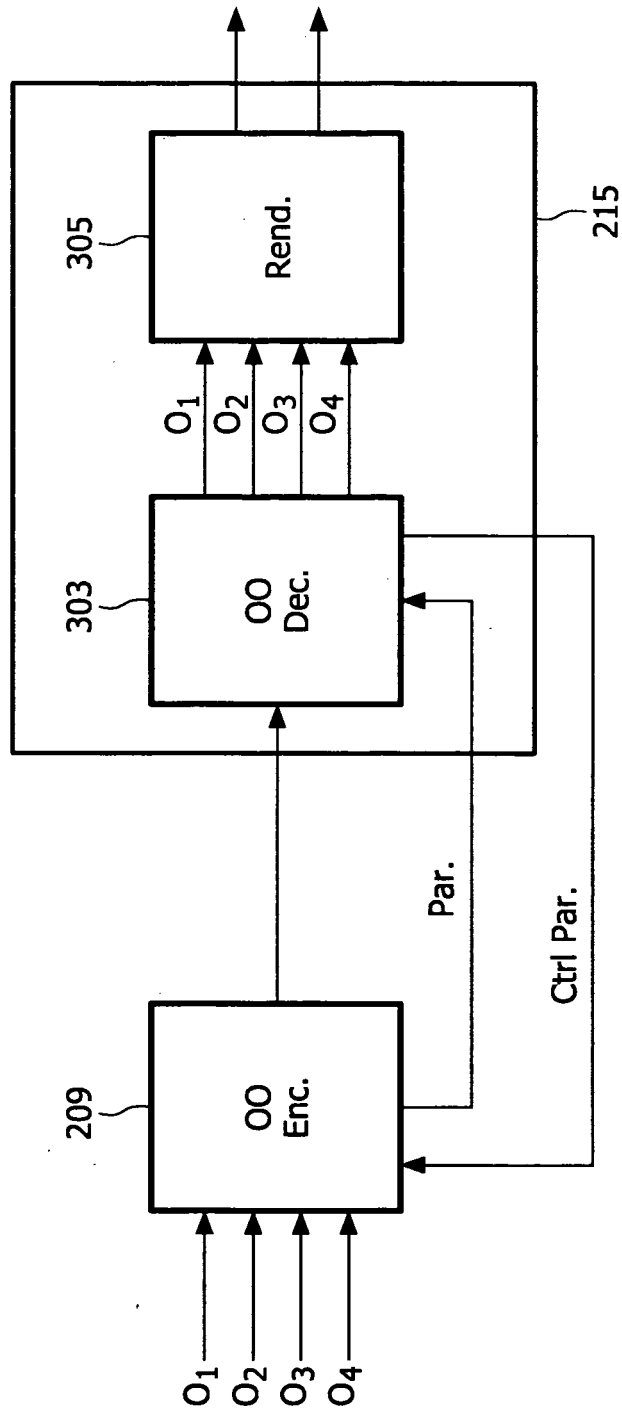 O1
O2
O3
O4
209
OO
Enc.
Par.
Ctrl Par.
303
OO
Dec.
O1
O2
O3
O4
305
Rend.
215